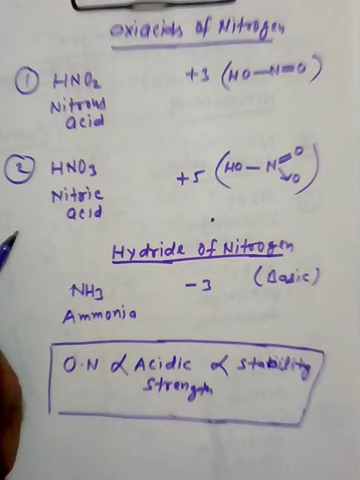 Oxiacids of Nitrogen
① HNO2 +3 (HO-N=O)
Nitrous
acid
② HNO3 +5 (HO-N=O→O)
Nitric
acid
Hydride of Nitrogen
NH3 -3 (Basic)
Ammonia
O.N ∝ Acidic ∝ Stability
Strength